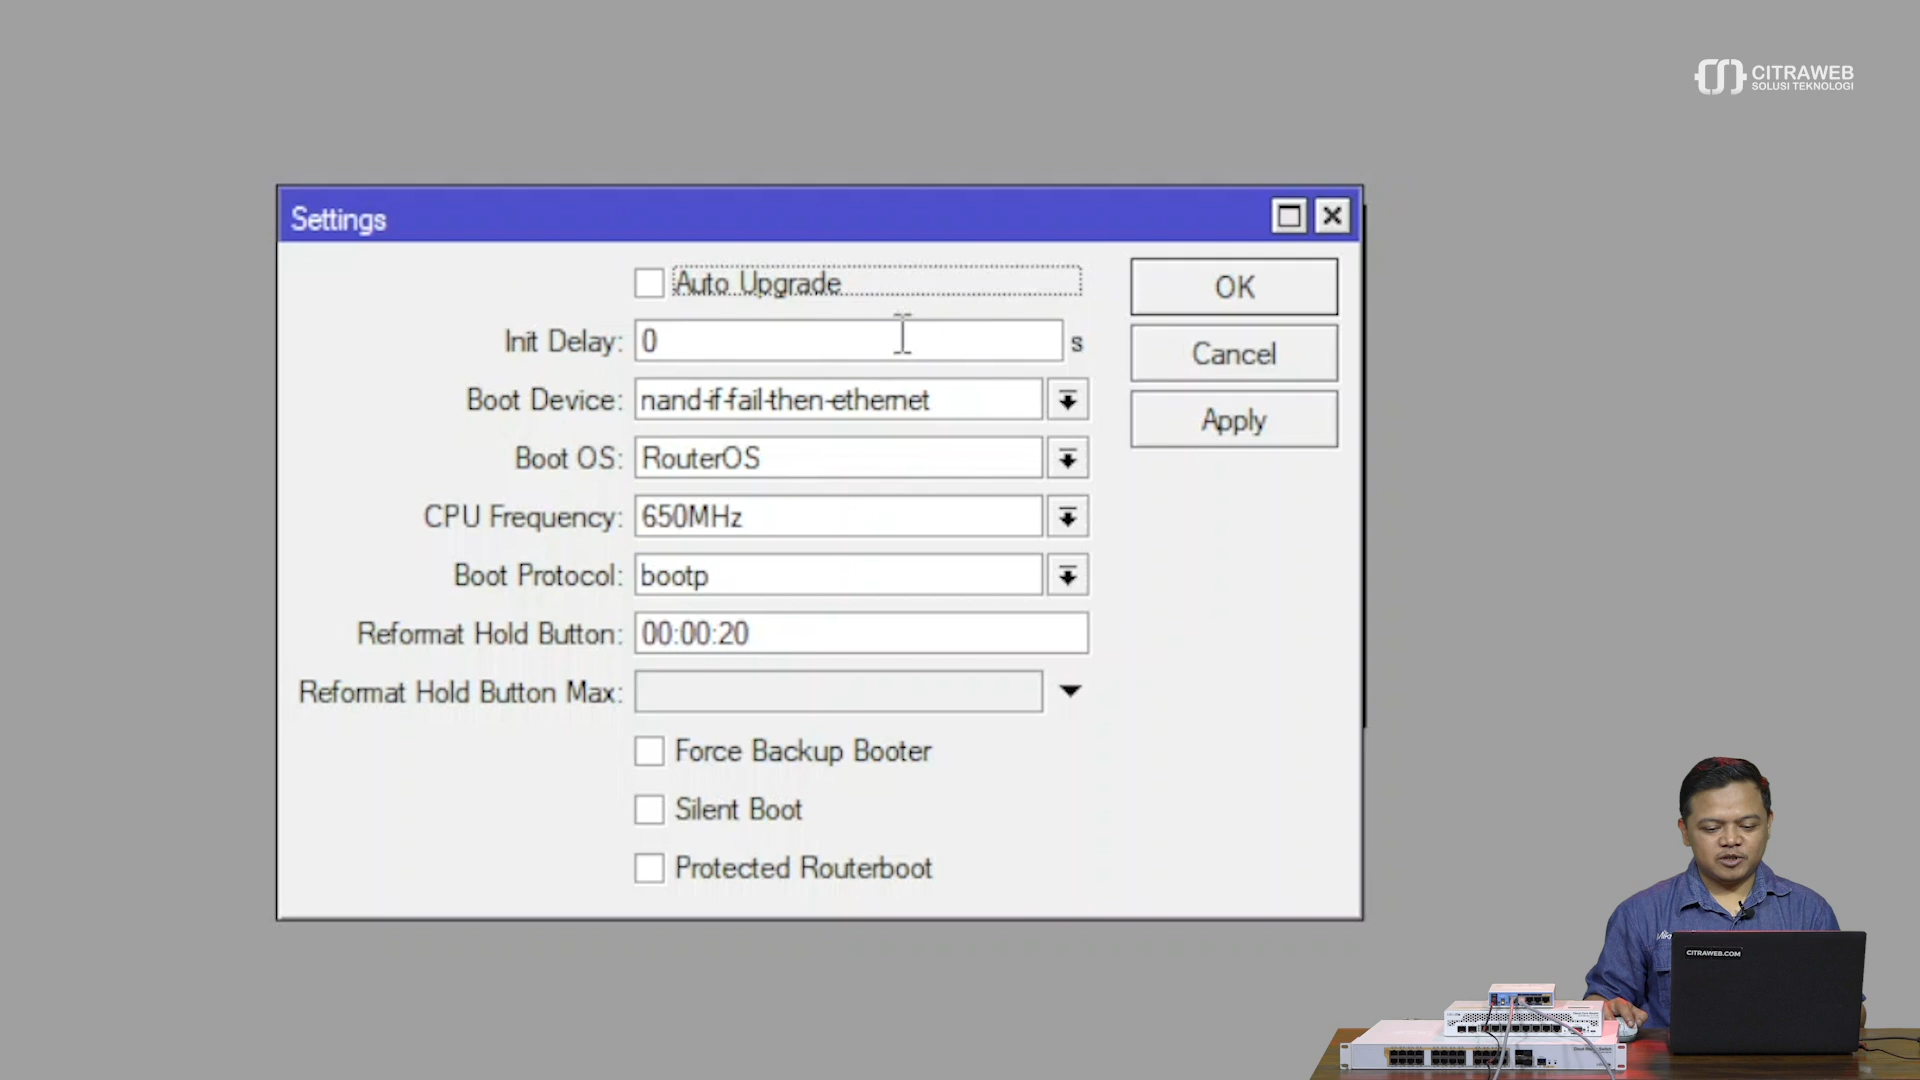 CITRAWEB
SOLUSI TEKNOLOGI
Settings
Auto Upgrade
OK
Init Delay: 0 s
Cancel
Boot Device: nand-if-fail-then-ethernet
Apply
Boot OS: RouterOS
CPU Frequency: 650MHz
Boot Protocol: bootp
Reformat Hold Button: 00:00:20
Reformat Hold Button Max:
Force Backup Booter
Silent Boot
Protected Routerboot
CITRAWEB.COM